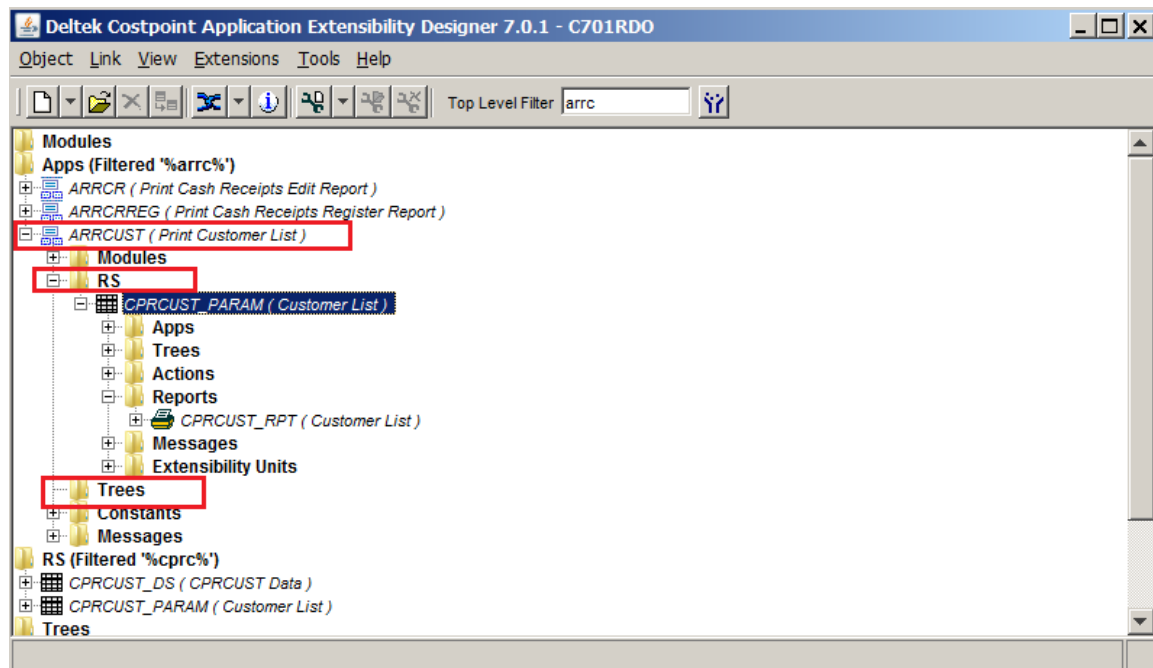 Deltek Costpoint Application Extensibility Designer 7.0.1 - C701RDO
Object Link View Extensions Tools Help
Top Level Filter arrc
Modules
Apps (Filtered '%arrc%')
ARRCR ( Print Cash Receipts Edit Report )
ARRCRREG ( Print Cash Receipts Register Report )
ARRCUST ( Print Customer List )
Modules
RS
CPRCUST_PARAM ( Customer List )
Apps
Trees
Actions
Reports
CPRCUST_RPT ( Customer List )
Messages
Extensibility Units
Trees
Constants
Messages
RS (Filtered '%cprc%')
CPRCUST_DS ( CPRCUST Data )
CPRCUST_PARAM ( Customer List )
Trees